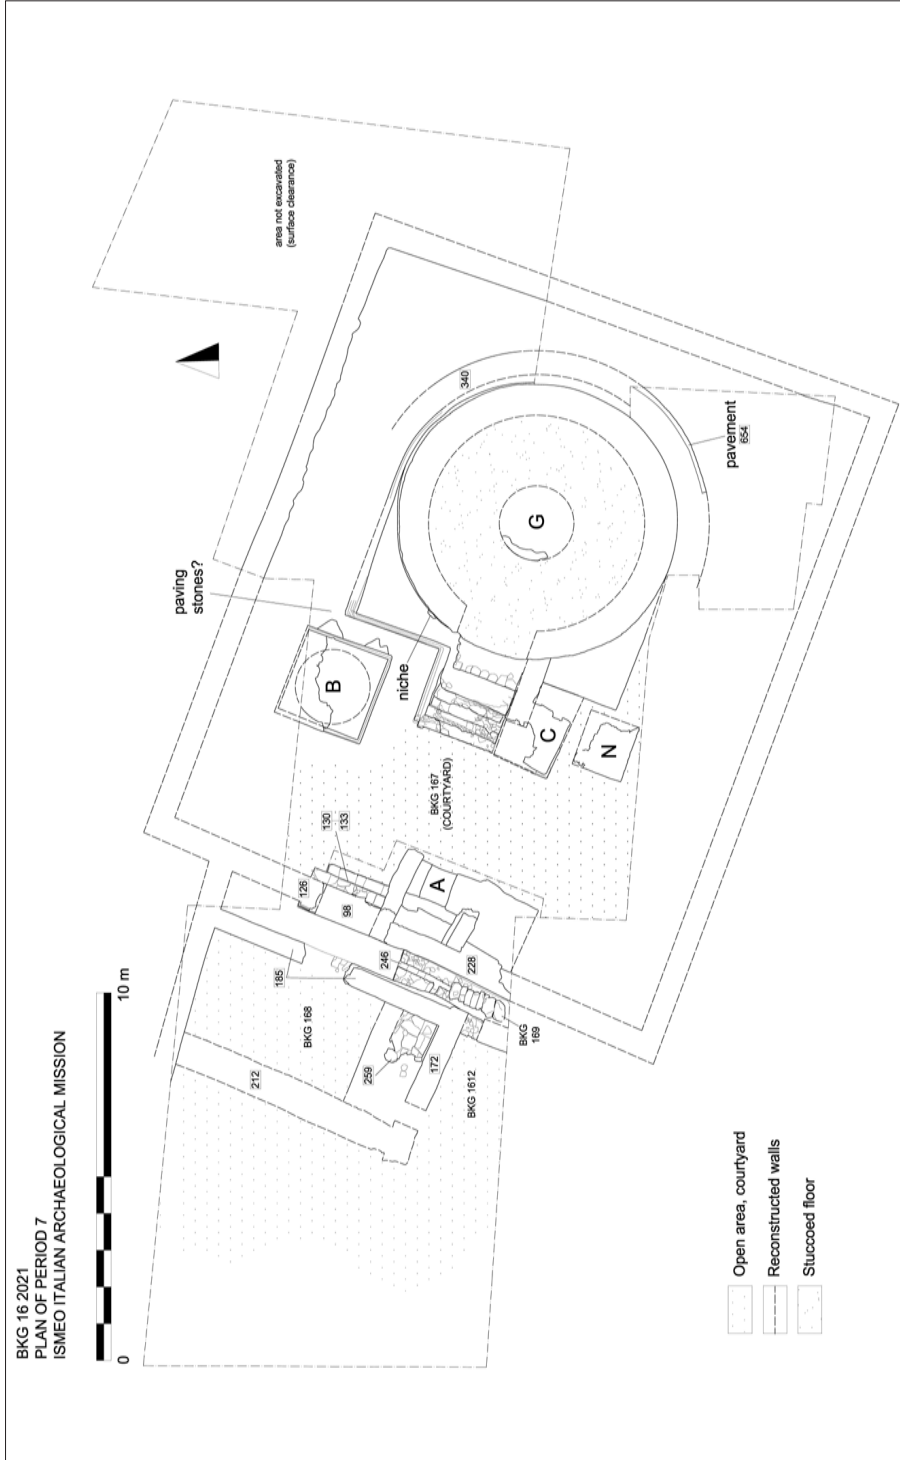 BKG 16 2021
PLAN OF PERIOD 7
ISMEO ITALIAN ARCHAEOLOGICAL MISSION
0
10 m
area not excavated
(surface clearance)
paving
stones?
B
niche
340
G
pavement
654
C
N
BKG 167
(COURTYARD)
130
133
126
98
A
185
246
228
BKG 168
212
259
172
BKG 1612
BKG
169
Open area, courtyard
Reconstructed walls
Stuccoed floor